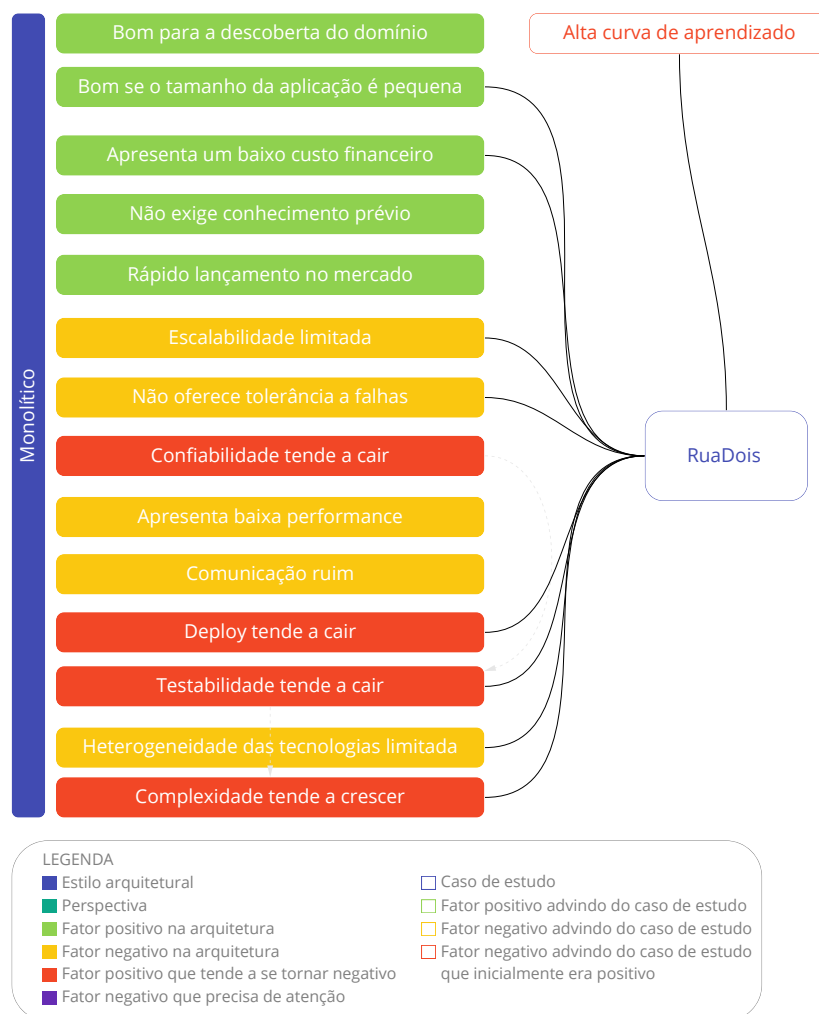 Bom para a descoberta do domínio
Alta curva de aprendizado
Bom se o tamanho da aplicação é pequena
Apresenta um baixo custo financeiro
Não exige conhecimento prévio
Rápido lançamento no mercado
Escalabilidade limitada
Monolítico
Não oferece tolerância a falhas
Confiabilidade tende a cair
RuaDois
Apresenta baixa performance
Comunicação ruim
Deploy tende a cair
Testabilidade tende a cair
Heterogeneidade das tecnologias limitada
Complexidade tende a crescer
LEGENDA
Estilo arquitetural
Perspectiva
Fator positivo na arquitetura
Fator negativo na arquitetura
Fator positivo que tende a se tornar negativo
Fator negativo que precisa de atenção
Caso de estudo
Fator positivo advindo do caso de estudo
Fator negativo advindo do caso de estudo
Fator negativo advindo do caso de estudo
que inicialmente era positivo